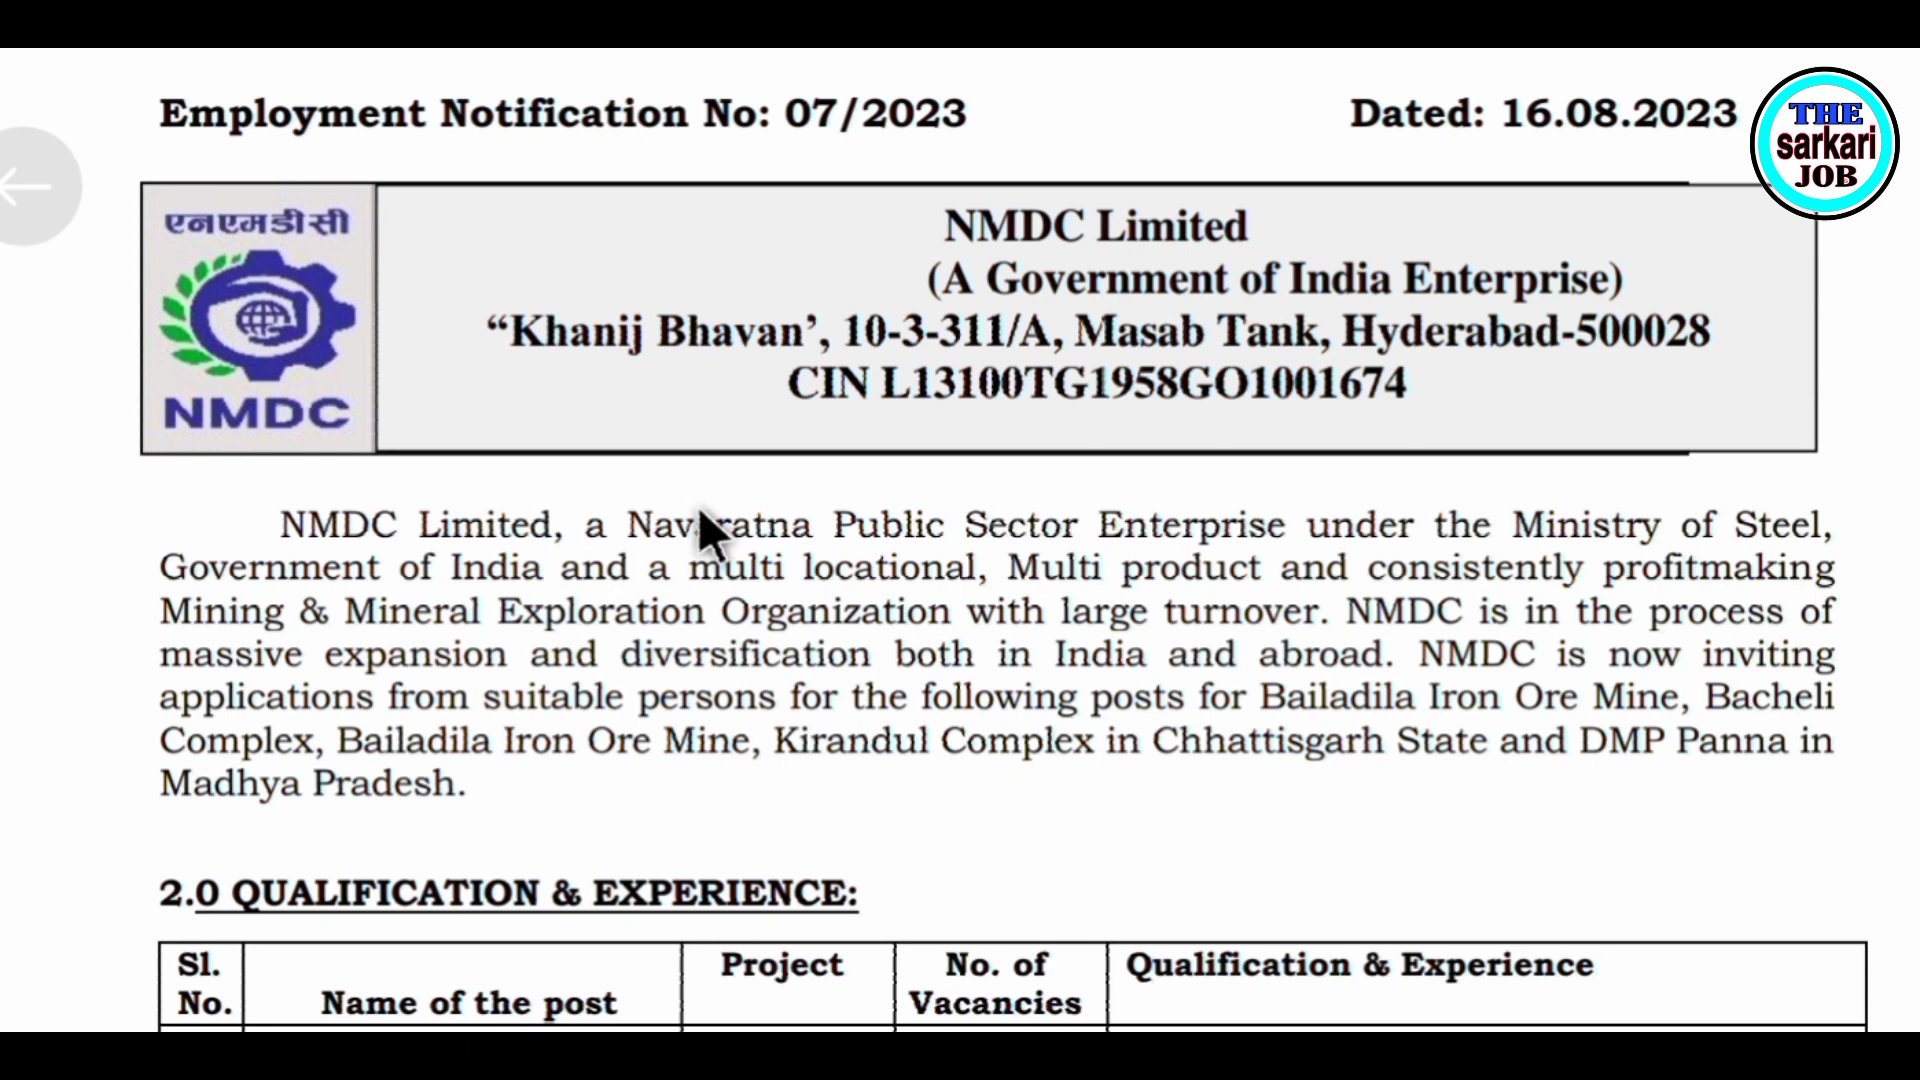 Employment Notification No: 07/2023 Dated: 16.08.2023
THE
sarkari
JOB
एनएमडीसी
NMDC
NMDC Limited
(A Government of India Enterprise)
“Khanij Bhavan’, 10-3-311/A, Masab Tank, Hyderabad-500028
CIN L13100TG1958GO1001674
NMDC Limited, a Navaratna Public Sector Enterprise under the Ministry of Steel,
Government of India and a multi locational, Multi product and consistently profitmaking
Mining & Mineral Exploration Organization with large turnover. NMDC is in the process of
massive expansion and diversification both in India and abroad. NMDC is now inviting
applications from suitable persons for the following posts for Bailadila Iron Ore Mine, Bacheli
Complex, Bailadila Iron Ore Mine, Kirandul Complex in Chhattisgarh State and DMP Panna in
Madhya Pradesh.
2.0 QUALIFICATION & EXPERIENCE:
Sl.
No.
Name of the post
Project
No. of
Vacancies
Qualification & Experience